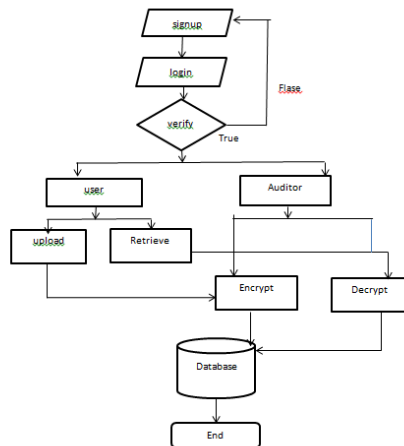 signup
login
Flase
verify
True
user
Auditor
upload
Retrieve
Encrypt
Decrypt
Database
End